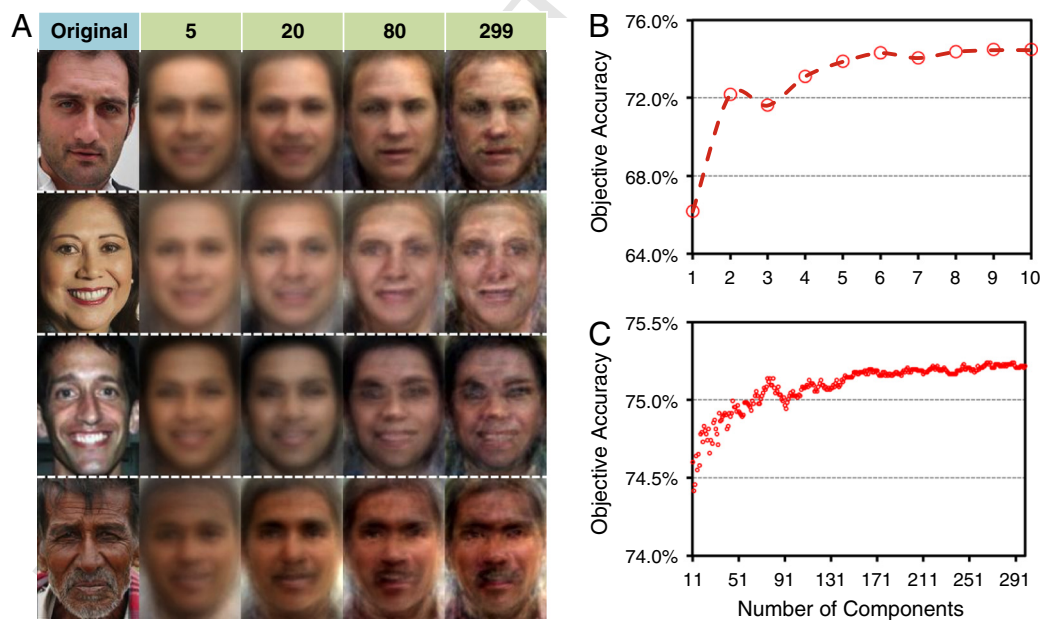 A
Original 5 20 80 299
B
76.0%
72.0%
68.0%
64.0%
Objective Accuracy
1 2 3 4 5 6 7 8 9 10
C
75.5%
75.0%
74.5%
74.0%
Objective Accuracy
11 51 91 131 171 211 251 291
Number of Components